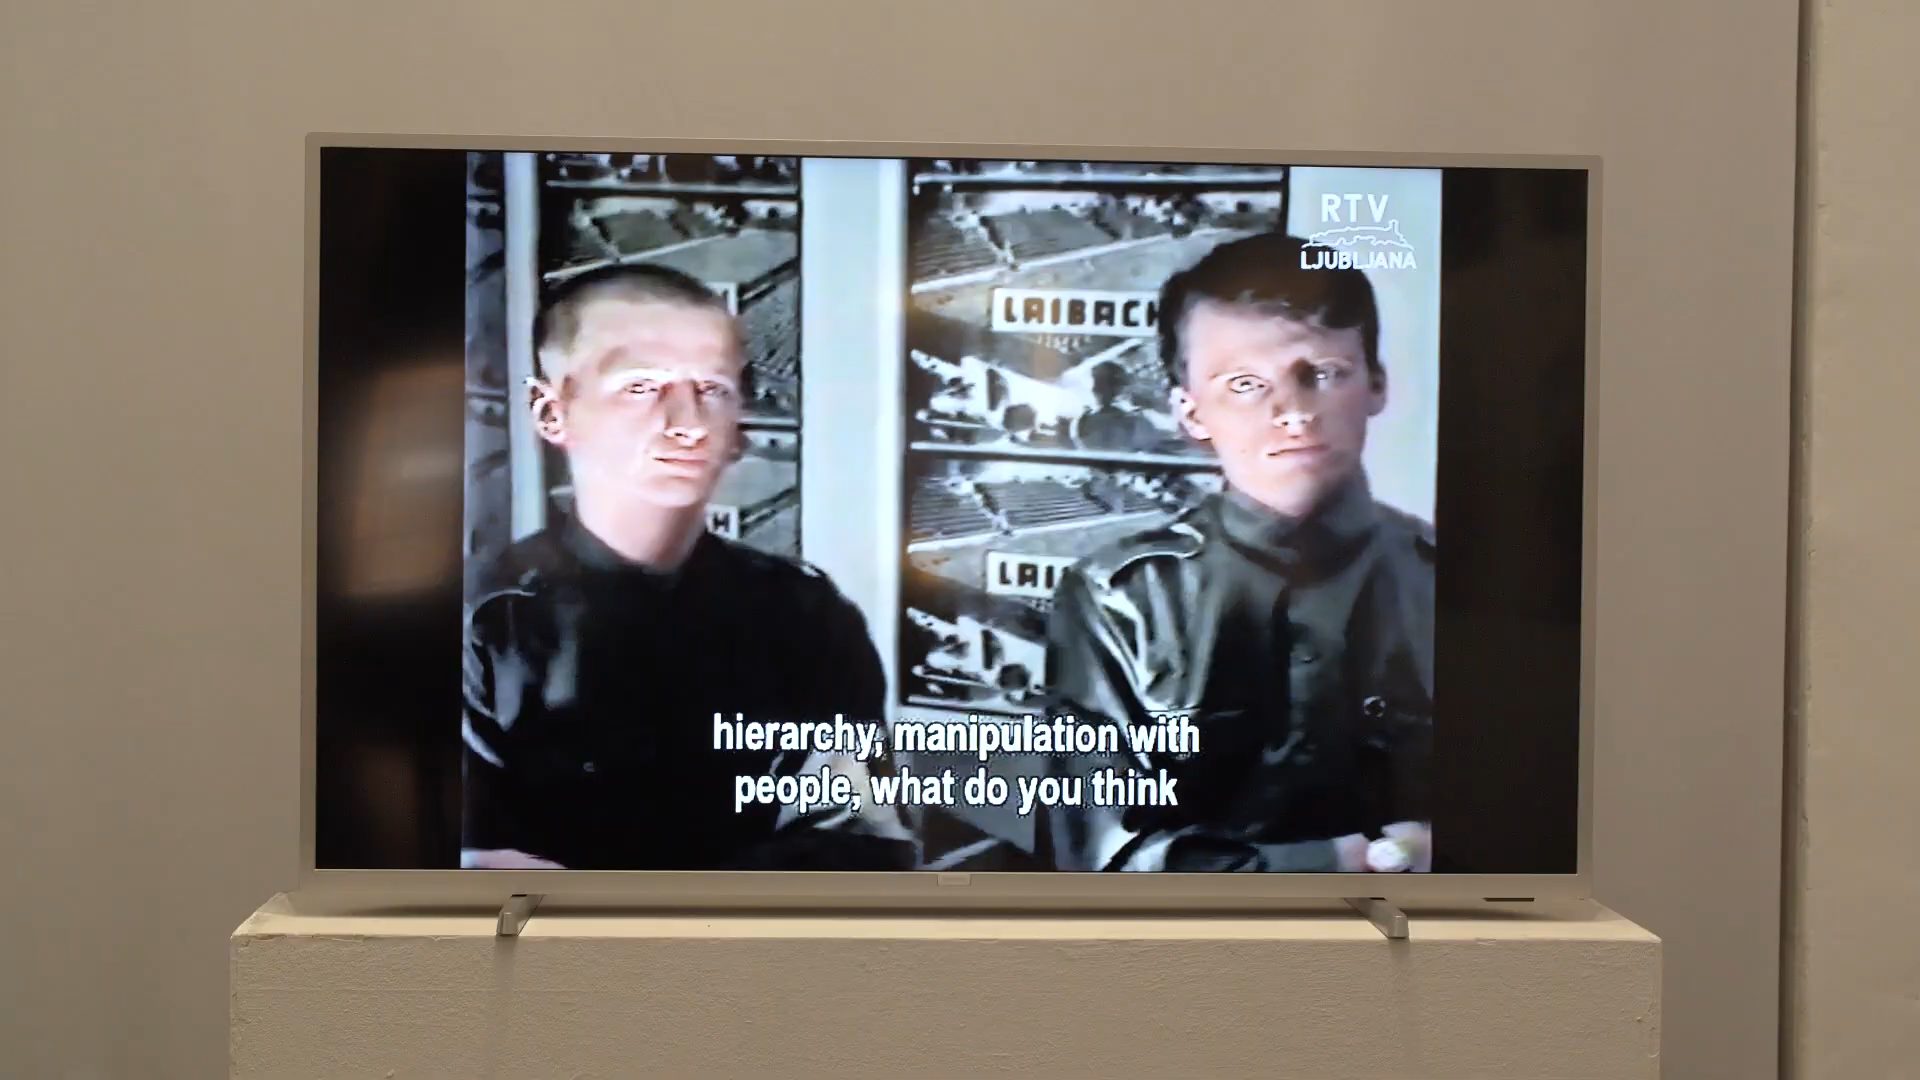 RTV
LJUBLJANA
LAIBACH
H
LAI
H
hierarchy, manipulation with
people, what do you think